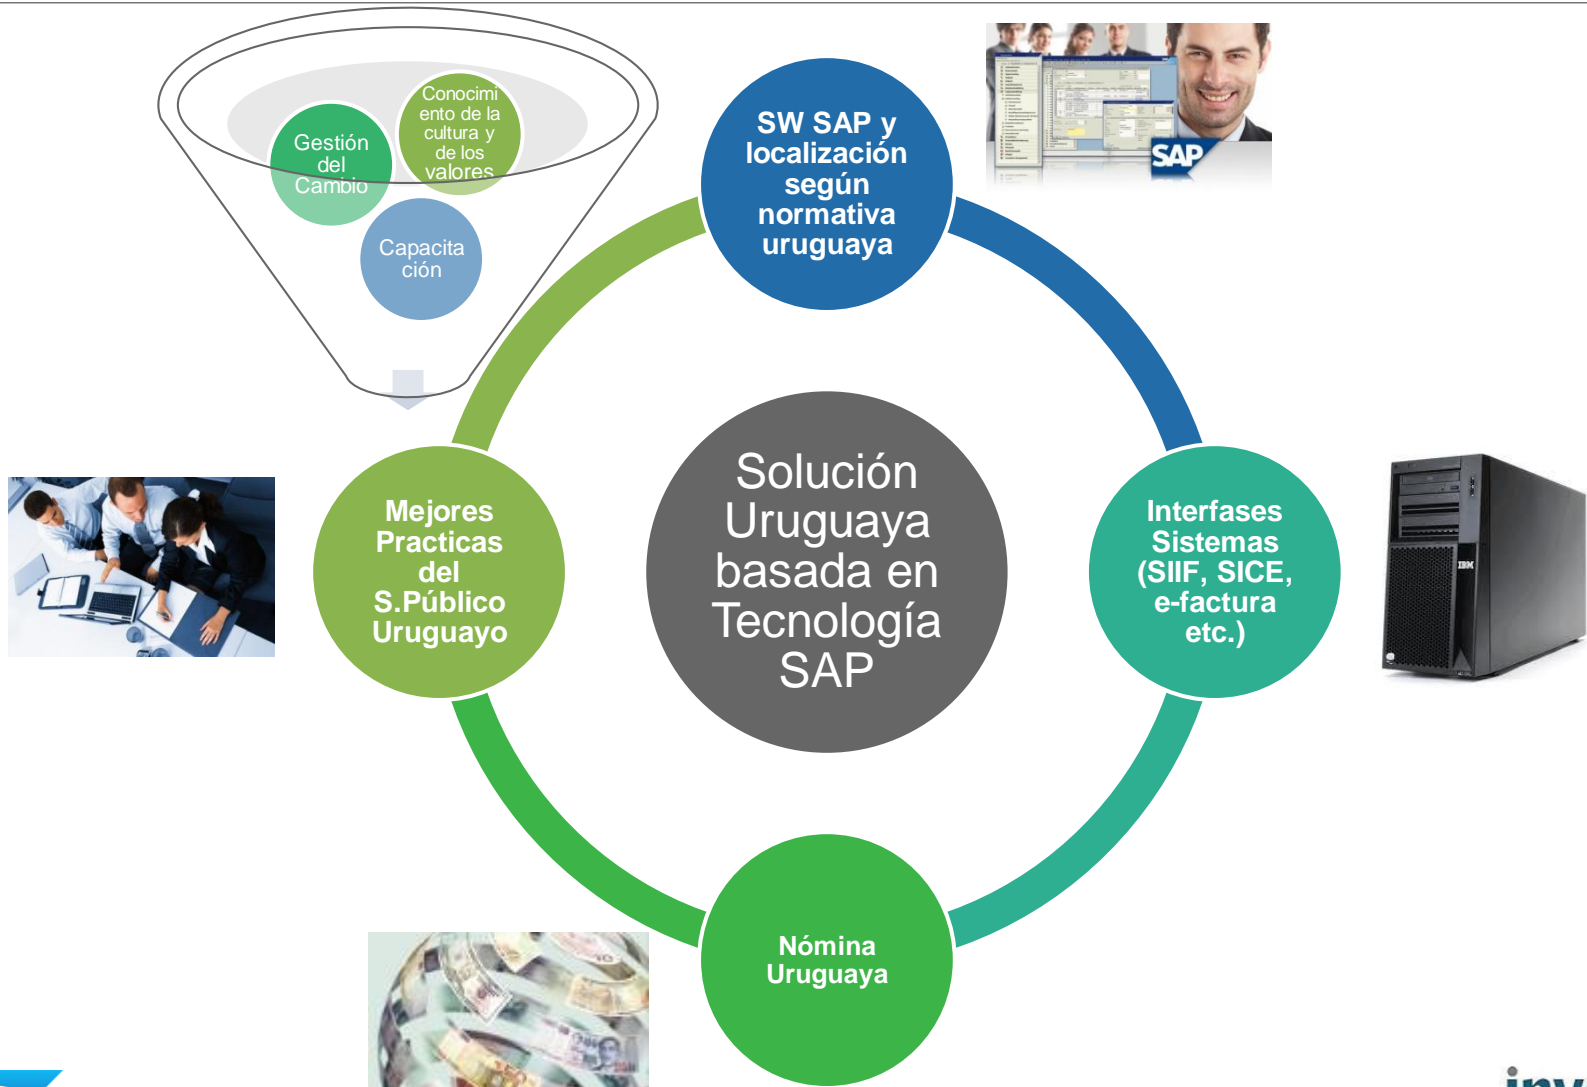 Conocimi
ento de la
cultura y
de los
valores
Gestión
del
Cambio
Capacita
ción
SW SAP y
localización
según
normativa
uruguaya
SAP
Mejores
Practicas
del
S.Público
Uruguayo
Solución
Uruguaya
basada en
Tecnología
SAP
Interfases
Sistemas
(SIIF, SICE,
e-factura
etc.)
IBM
Nómina
Uruguaya